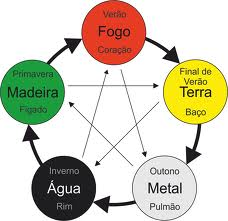 Verão
Fogo
Coração
Primavera
Madeira
Fígado
Final de
Verão
Terra
Baço
Inverno
Água
Rim
Outono
Metal
Pulmão